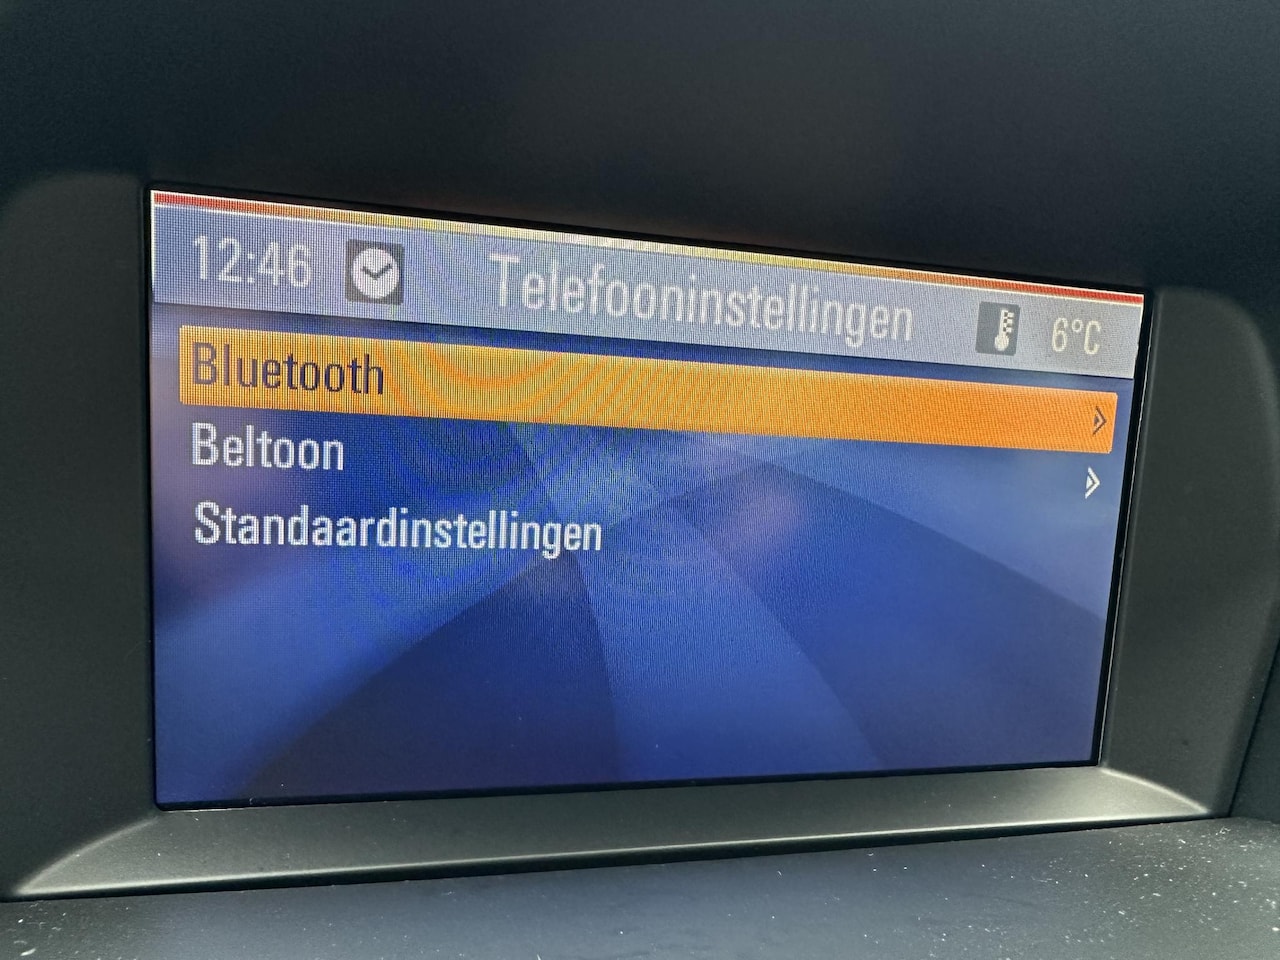 12:46 Telefooninstellingen 6°C
Bluetooth
Beltoon
Standaardinstellingen